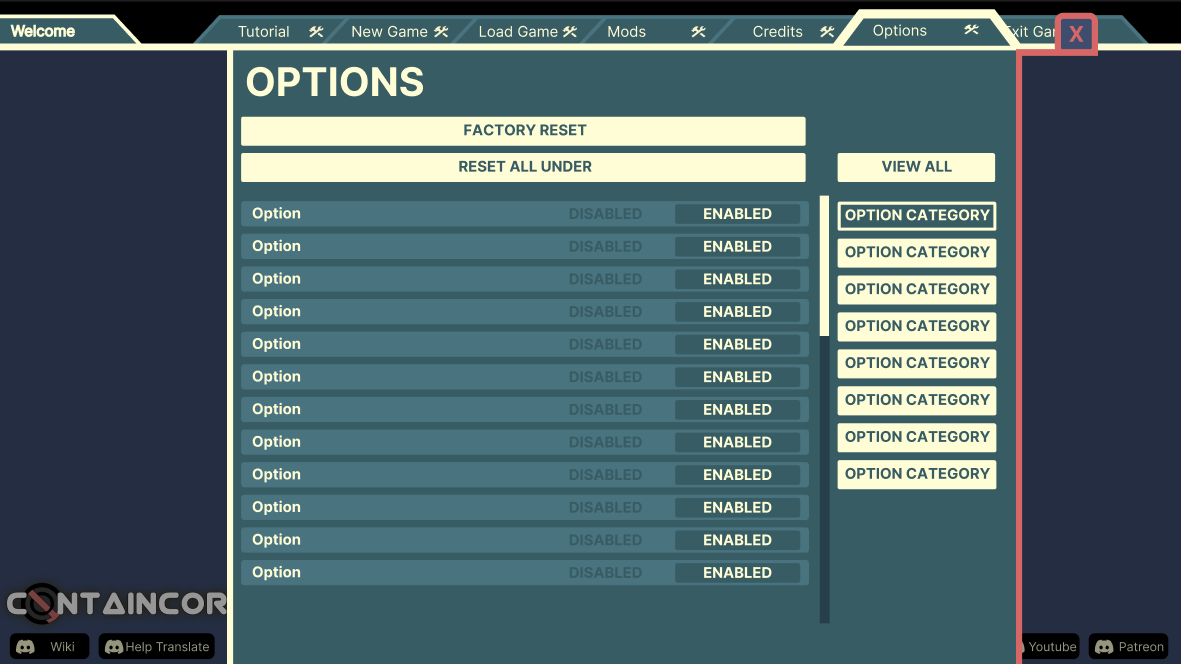 Welcome
Tutorial
New Game
Load Game
Mods
Credits
Options
xit Gam
X
OPTIONS
FACTORY RESET
RESET ALL UNDER
VIEW ALL
Option DISABLED ENABLED
Option DISABLED ENABLED
Option DISABLED ENABLED
Option DISABLED ENABLED
Option DISABLED ENABLED
Option DISABLED ENABLED
Option DISABLED ENABLED
Option DISABLED ENABLED
Option DISABLED ENABLED
Option DISABLED ENABLED
Option DISABLED ENABLED
Option DISABLED ENABLED
OPTION CATEGORY
OPTION CATEGORY
OPTION CATEGORY
OPTION CATEGORY
OPTION CATEGORY
OPTION CATEGORY
OPTION CATEGORY
OPTION CATEGORY
CONTAINCOR
Wiki
Help Translate
Youtube
Patreon